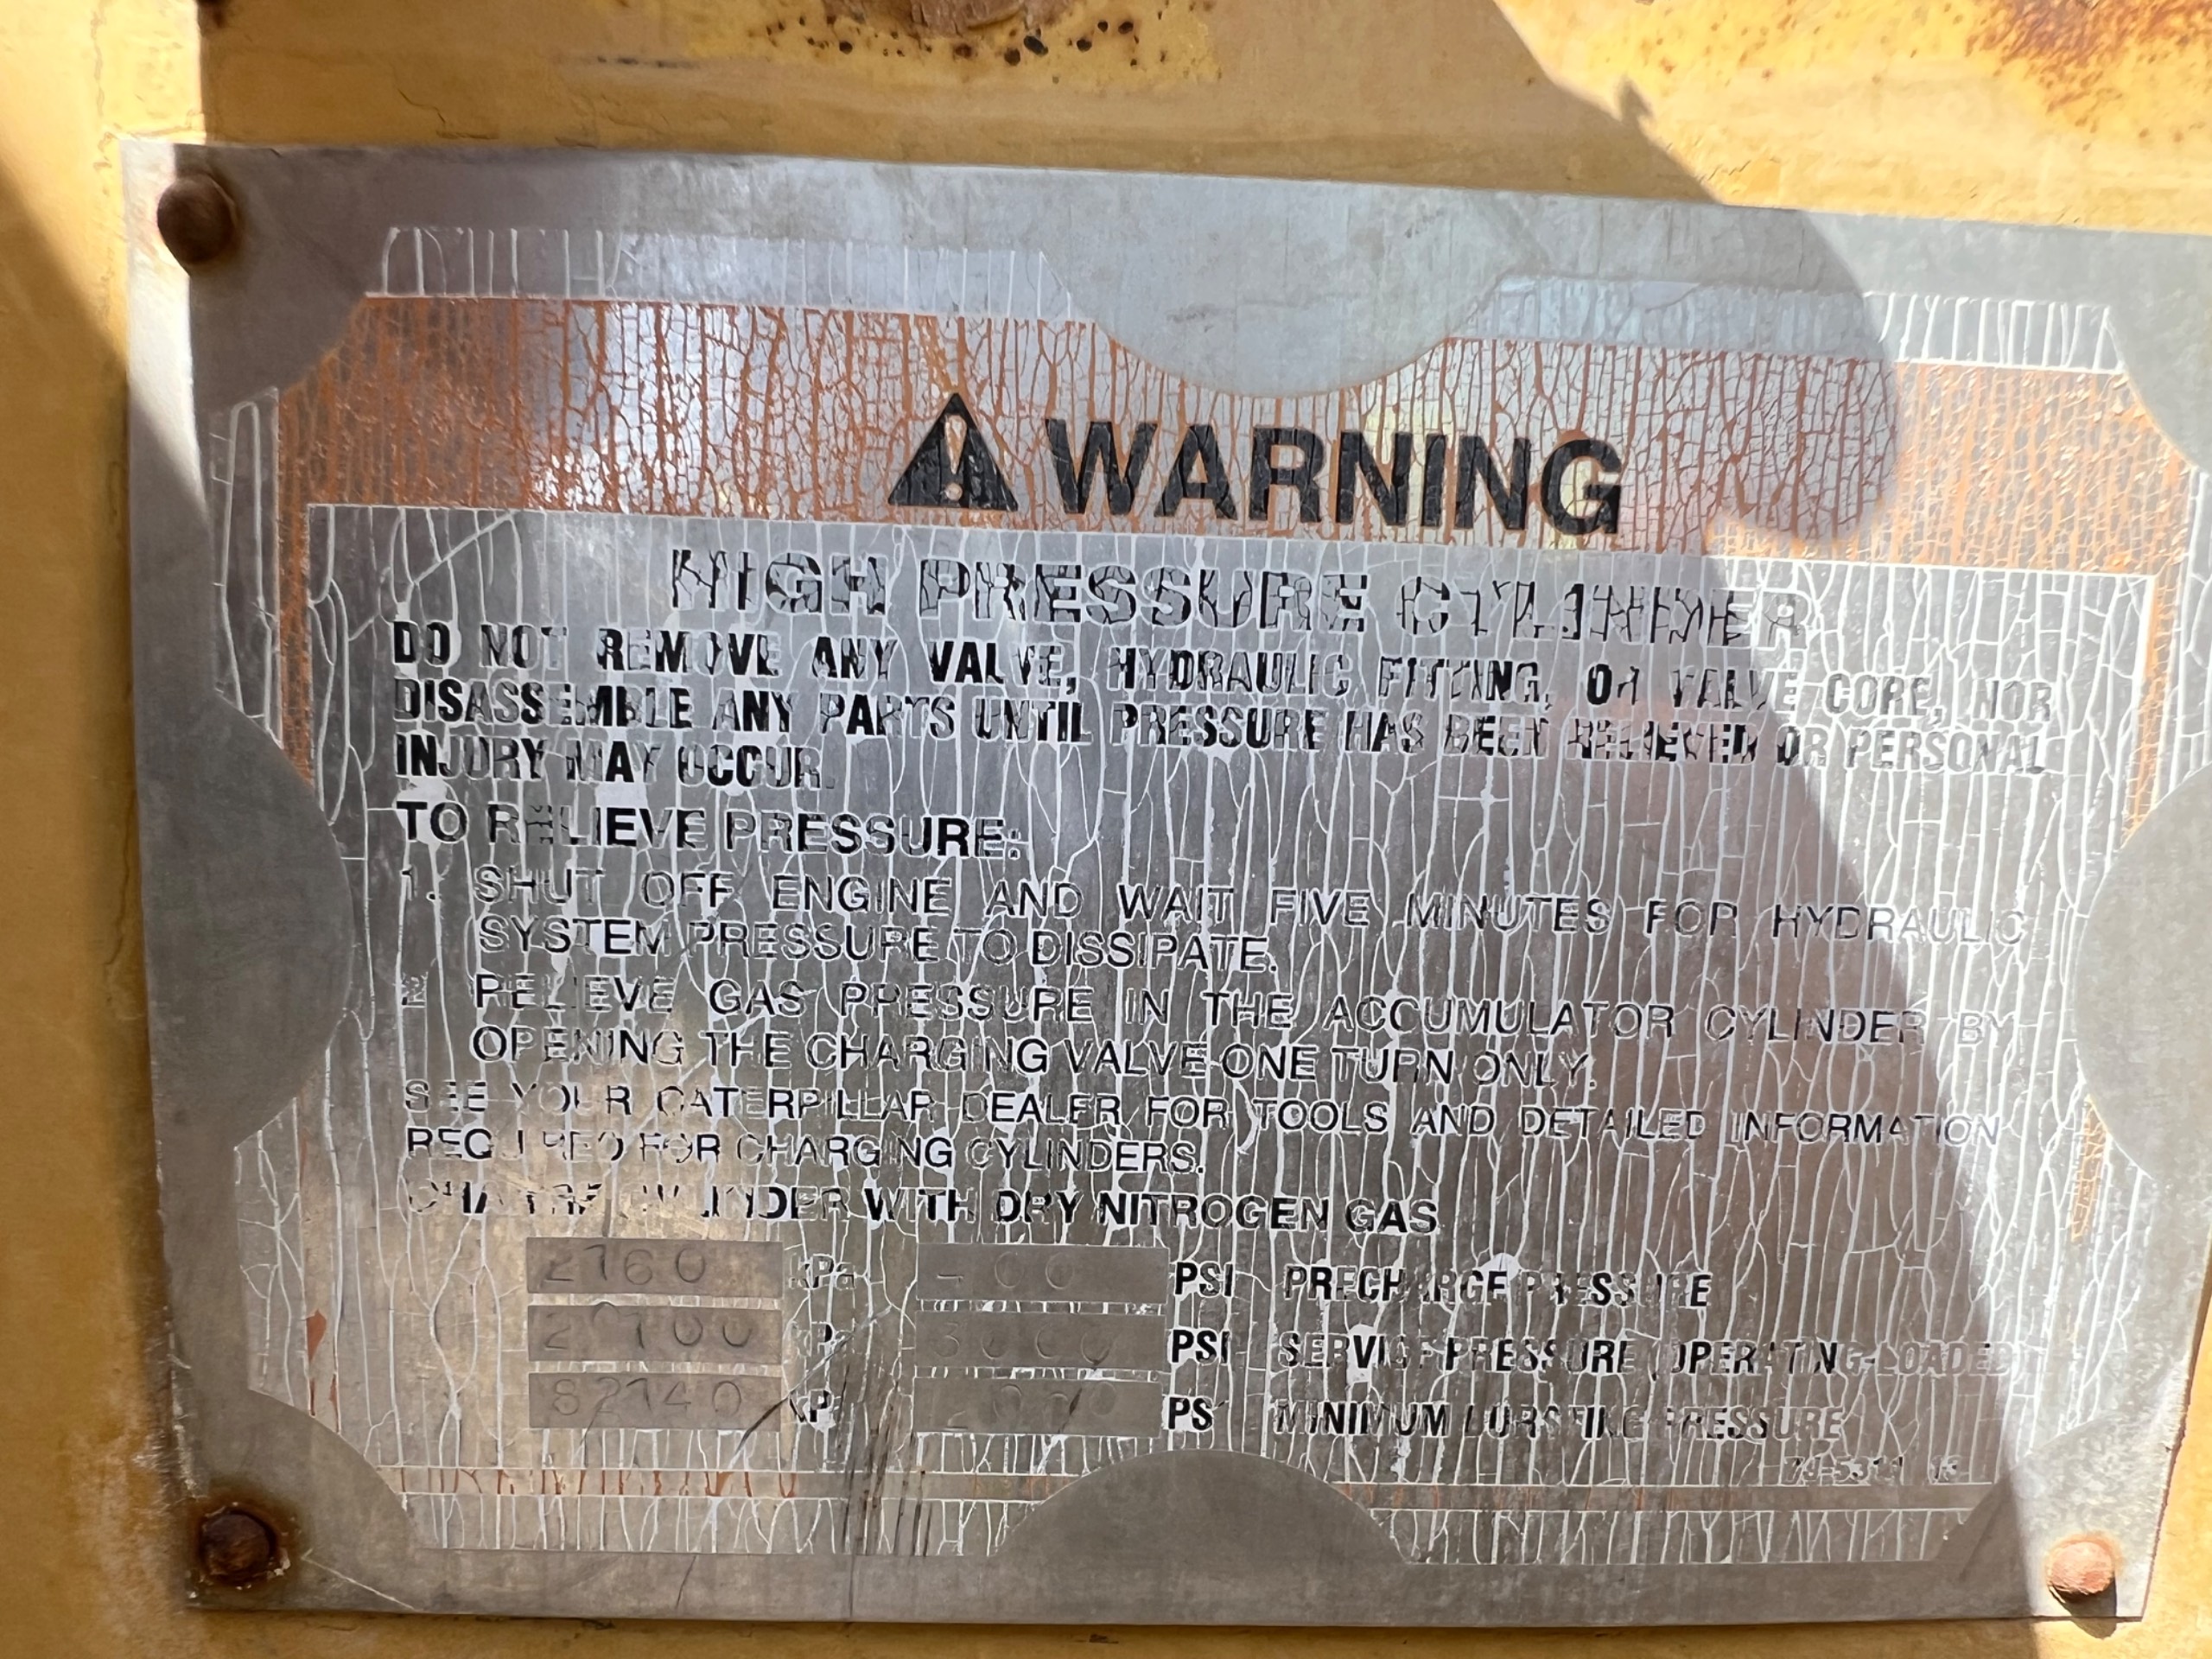 WARNING
HIGH PRESSURE CYLINDER
DO NOT REMOVE ANY VALVE, HYDRAULIC FITTING, OR VALVE CORE, NOR
DISASSEMBLE ANY PARTS UNTIL PRESSURE HAS BEEN RELIEVED OR PERSONAL
INJURY MAY OCCUR.
TO RELIEVE PRESSURE:
1. SHUT OFF ENGINE AND WAIT FIVE MINUTES FOR HYDRAULIC
SYSTEM PRESSURE TO DISSIPATE.
2 RELIEVE GAS PRESSURE IN THE ACCUMULATOR CYLINDER BY
OPENING THE CHARGING VALVE ONE TURN ONLY.
SEE YOUR CATERPILLAR DEALER FOR TOOLS AND DETAILED INFORMATION
REQUIRED FOR CHARGING CYLINDERS.
CHARGE CYLINDER WITH DRY NITROGEN GAS
2760 kPa PSI PRECHARGE PRESSURE
kPa PSI SERVICE PRESSURE (OPERATING-LOADED)
82740 kPa PSI MINIMUM BURSTING PRESSURE